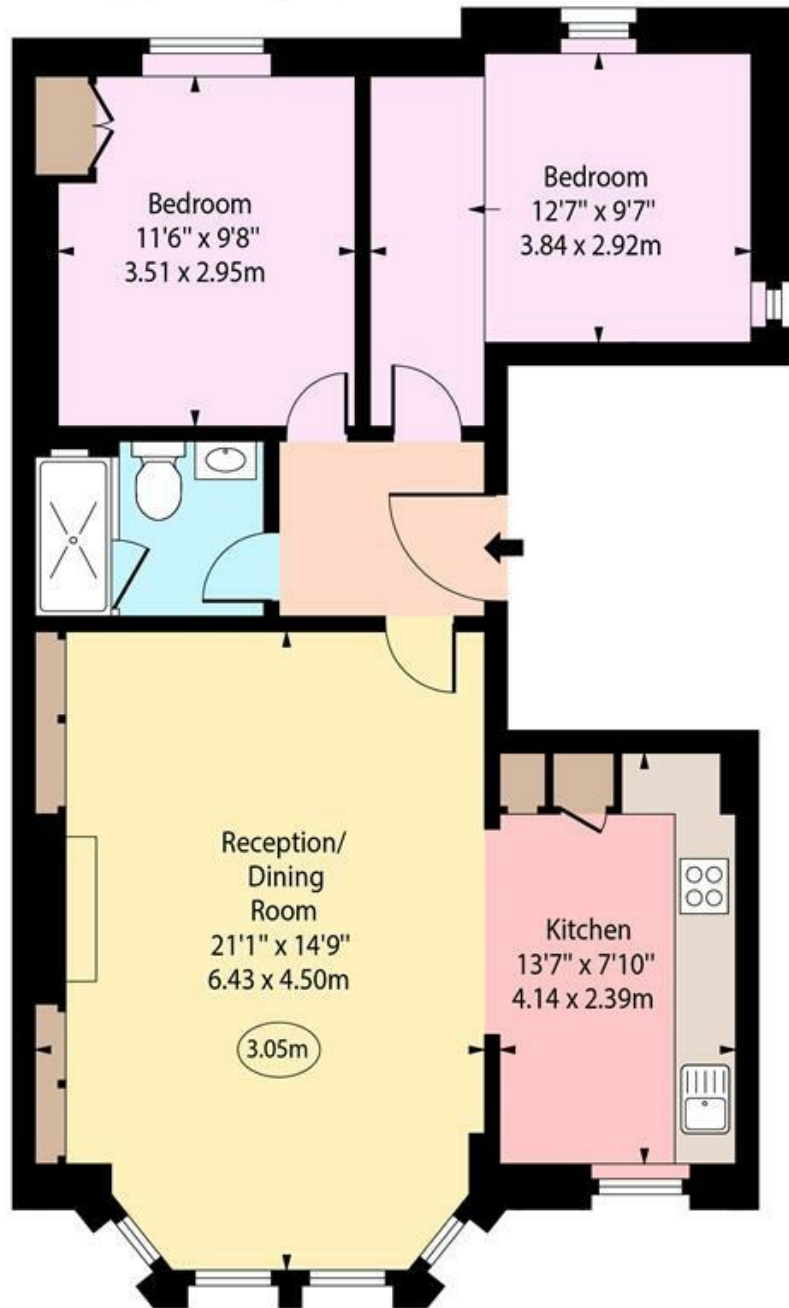 Bedroom
11'6" x 9'8"
3.51 x 2.95m
Bedroom
12'7" x 9'7"
3.84 x 2.92m
Reception/
Dining
Room
21'1" x 14'9"
6.43 x 4.50m
3.05m
Kitchen
13'7" x 7'10"
4.14 x 2.39m